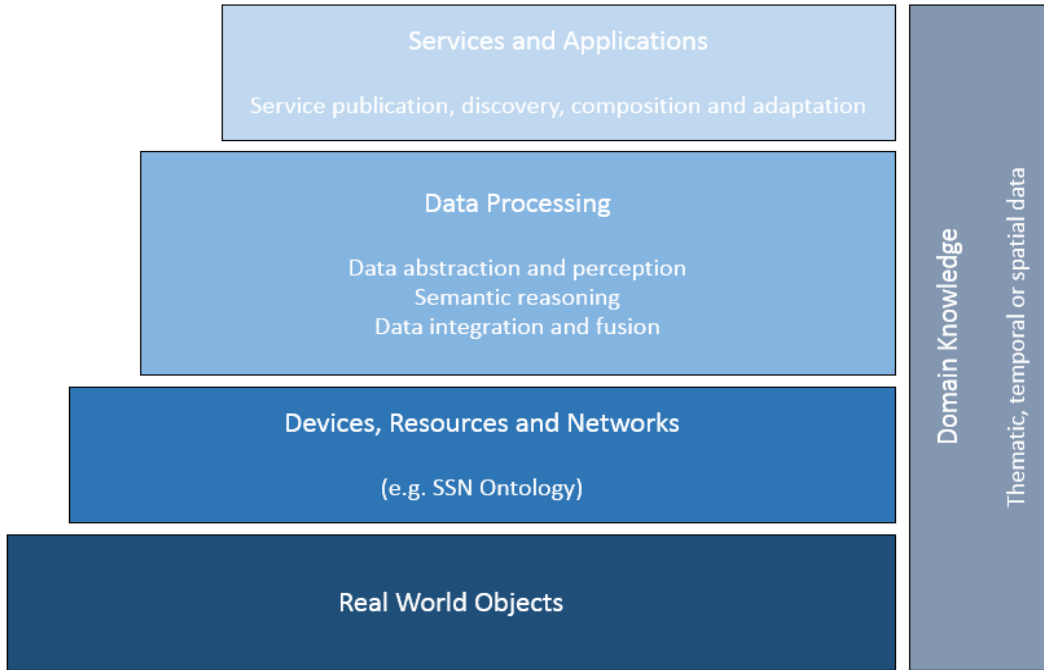 Services and Applications
Service publication, discovery, composition and adaptation
Data Processing
Data abstraction and perception
Semantic reasoning
Data integration and fusion
Devices, Resources and Networks
(e.g. SSN Ontology)
Real World Objects
Domain Knowledge
Thematic, temporal or spatial data